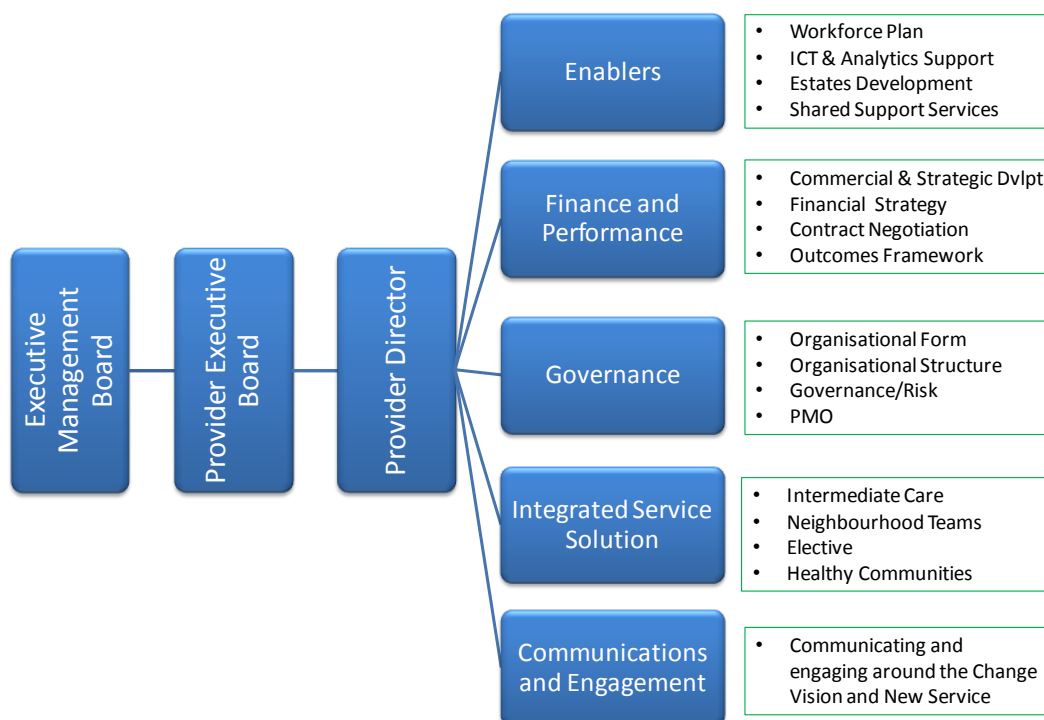 Executive
Management
Board
Provider Executive
Board
Provider Director
Enablers
• Workforce Plan
• ICT & Analytics Support
• Estates Development
• Shared Support Services
Finance and
Performance
• Commercial & Strategic Dvlpt
• Financial Strategy
• Contract Negotiation
• Outcomes Framework
Governance
• Organisational Form
• Organisational Structure
• Governance/Risk
• PMO
Integrated Service
Solution
• Intermediate Care
• Neighbourhood Teams
• Elective
• Healthy Communities
Communications
and Engagement
• Communicating and
engaging around the Change
Vision and New Service